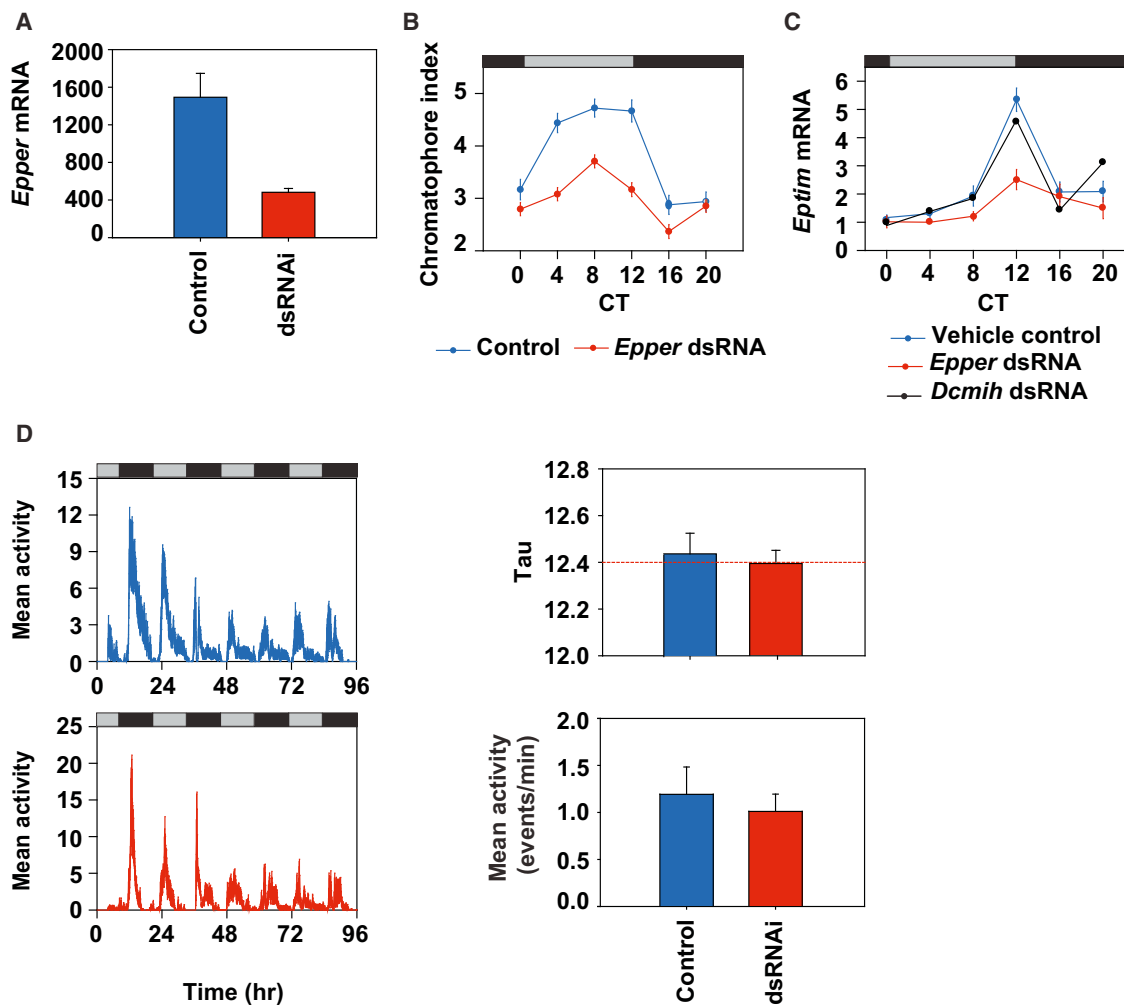 A
Epper mRNA
2000
1600
1200
800
400
0
Control
dsRNAi
B
Chromatophore index
5
4
3
2
0 4 8 12 16 20
CT
Control Epper dsRNA
C
Eptim mRNA
6
5
4
3
2
1
0
0 4 8 12 16 20
CT
Vehicle control
Epper dsRNA
Dcmih dsRNA
D
Mean activity
15
12
9
6
3
0
0 24 48 72 96
Mean activity
25
20
15
10
5
0
0 24 48 72 96
Time (hr)
Tau
12.8
12.6
12.4
12.2
12.0
Mean activity
(events/min)
2.0
1.5
1.0
0.5
0.0
Control
dsRNAi